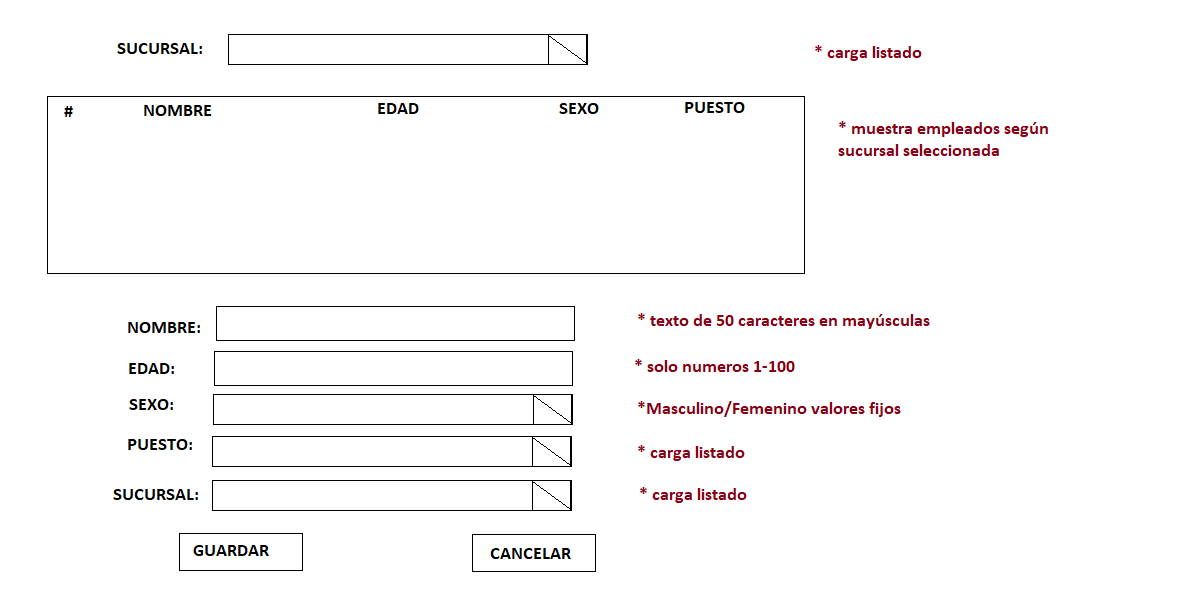 SUCURSAL:
* carga listado
# NOMBRE EDAD SEXO PUESTO
* muestra empleados según
sucursal seleccionada
NOMBRE:
* texto de 50 caracteres en mayúsculas
EDAD:
* solo numeros 1-100
SEXO:
*Masculino/Femenino valores fijos
PUESTO:
* carga listado
SUCURSAL:
* carga listado
GUARDAR
CANCELAR